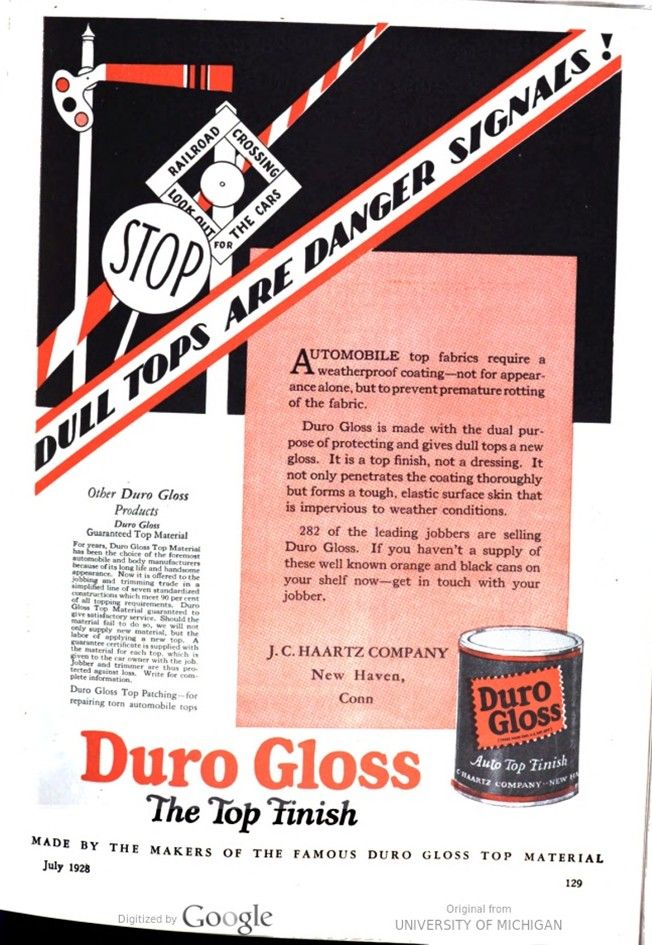 DULL TOPS ARE DANGER SIGNALS!
RAILROAD
CROSSING
LOOK OUT
FOR
THE CARS
STOP
AUTOMOBILE top fabrics require a
weatherproof coating—not for appear-
ance alone, but to prevent premature rotting
of the fabric.
Duro Gloss is made with the dual pur-
pose of protecting and gives dull tops a new
gloss. It is a top finish, not a dressing. It
not only penetrates the coating thoroughly
but forms a tough, elastic surface skin that
is impervious to weather conditions.
282 of the leading jobbers are selling
Duro Gloss. If you haven't a supply of
these well known orange and black cans on
your shelf now—get in touch with your
jobber.
J. C. HAARTZ COMPANY
New Haven,
Conn
Other Duro Gloss
Products
Duro Gloss
Guaranteed Top Material
For years, Duro Gloss Top Material
has been the choice of the foremost
automobile and body manufacturers
because of its long life and handsome
appearance. Now it is offered to the
jobbing and trimming trade in a
simplified line of seven standardized
constructions which meet 90 per cent
of all topping requirements. Duro
Gloss Top Material guaranteed to
give satisfactory service. Should the
material fail to do so, we will not
only supply new material, but the
labor of applying a new top. A
guarantee certificate is supplied with
the material for each top, which is
given to the car owner with the job.
Jobber and trimmer are thus pro-
tected against loss. Write for com-
plete information.
Duro Gloss Top Patching—for
repairing torn automobile tops
Duro
Gloss
Auto Top Finish
C HAARTZ COMPANY · NEW HA
Duro Gloss
The Top Finish
MADE BY THE MAKERS OF THE FAMOUS DURO GLOSS TOP MATERIAL
July 1928
129
Digitized by Google
Original from
UNIVERSITY OF MICHIGAN